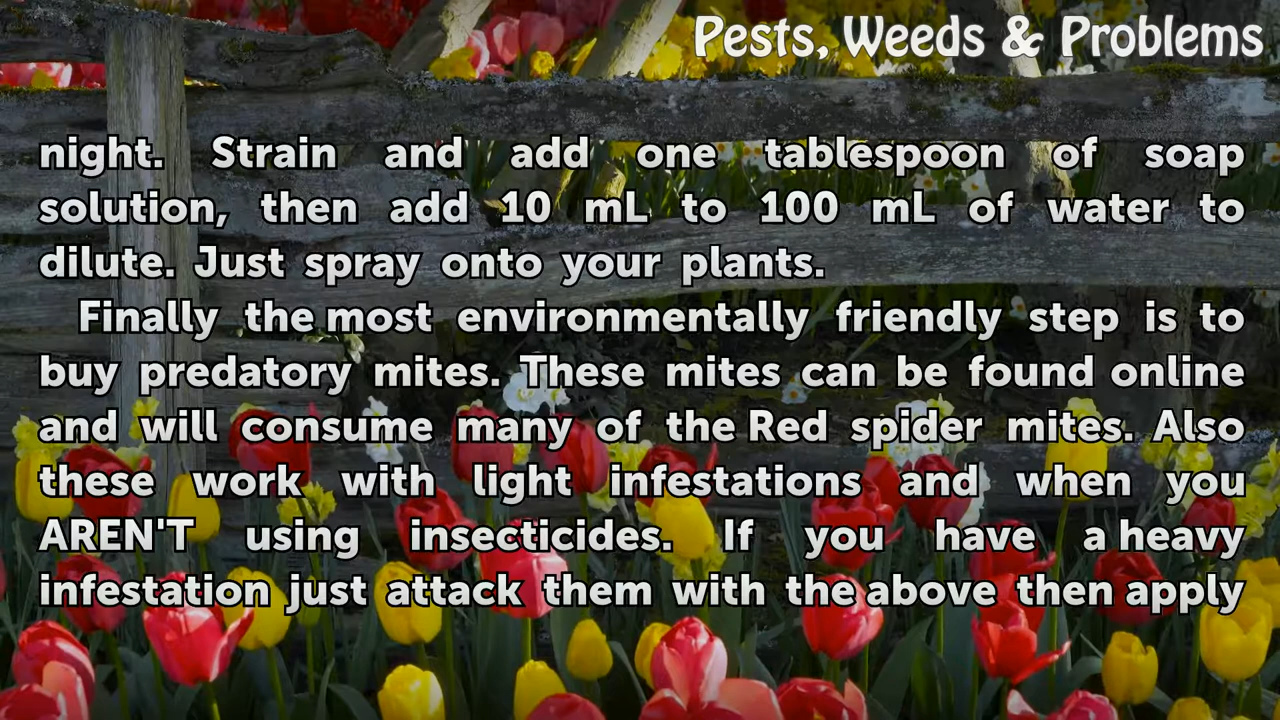 Pests, Weeds & Problems
night. Strain and add one tablespoon of soap
solution, then add 10 mL to 100 mL of water to
dilute. Just spray onto your plants.
Finally the most environmentally friendly step is to
buy predatory mites. These mites can be found online
and will consume many of the Red spider mites. Also
these work with light infestations and when you
AREN'T using insecticides. If you have a heavy
infestation just attack them with the above then apply